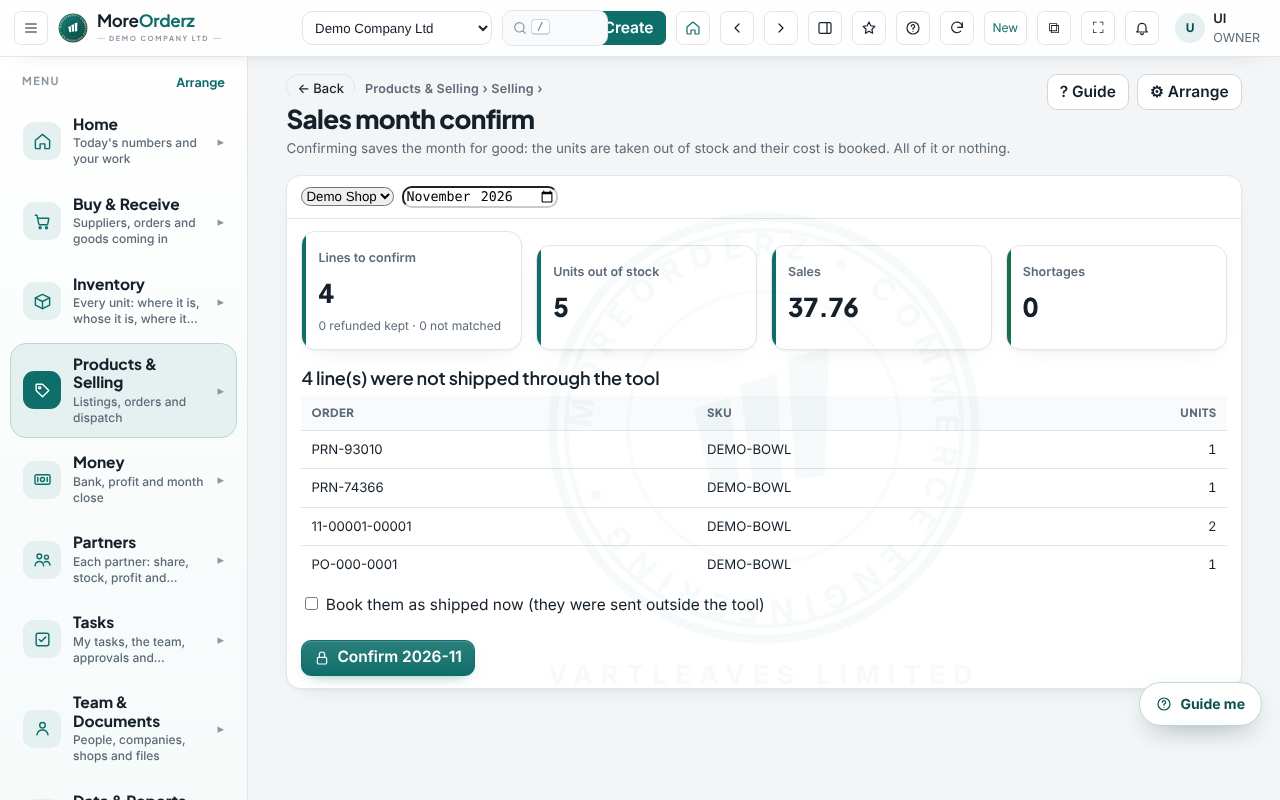 MoreOrderz
— DEMO COMPANY LTD —
Demo Company Ltd
/
Create
New
U
UI
OWNER
MENU
Arrange
Home
Today's numbers and
your work
Buy & Receive
Suppliers, orders and
goods coming in
Inventory
Every unit: where it is,
whose it is, where it...
Products &
Selling
Listings, orders and
dispatch
Money
Bank, profit and month
close
Partners
Each partner: share,
stock, profit and...
Tasks
My tasks, the team,
approvals and...
Team &
Documents
People, companies,
shops and files
Data & Reports
← Back
Products & Selling › Selling ›
? Guide
⚙ Arrange
Sales month confirm
Confirming saves the month for good: the units are taken out of stock and their cost is booked. All of it or nothing.
Demo Shop
November 2026
Lines to confirm
4
0 refunded kept · 0 not matched
Units out of stock
5
Sales
37.76
Shortages
0
4 line(s) were not shipped through the tool
ORDER SKU UNITS
PRN-93010 DEMO-BOWL 1
PRN-74366 DEMO-BOWL 1
11-00001-00001 DEMO-BOWL 2
PO-000-0001 DEMO-BOWL 1
Book them as shipped now (they were sent outside the tool)
Confirm 2026-11
MOREORDERZ • COMMERCE ENGINEERING •
VARTLEAVES LIMITED
Guide me